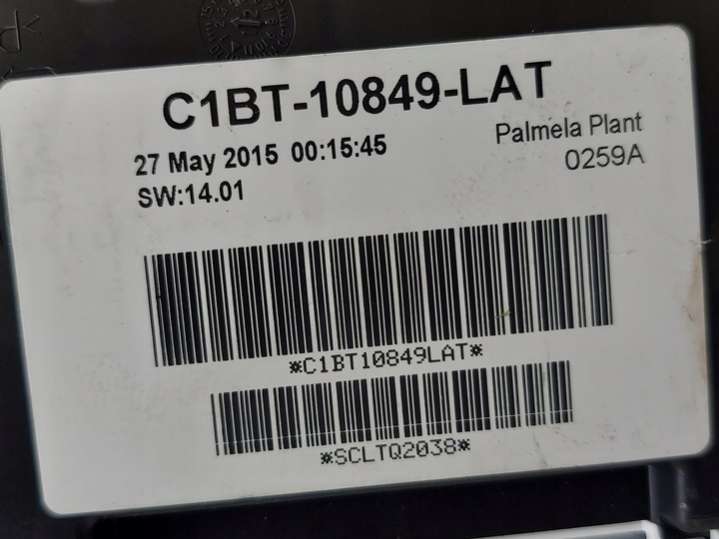 C1BT-10849-LAT
27 May 2015 00:15:45
Palmela Plant
0259A
SW:14.01
*C1BT10849LAT*
*SCLTQ2038*